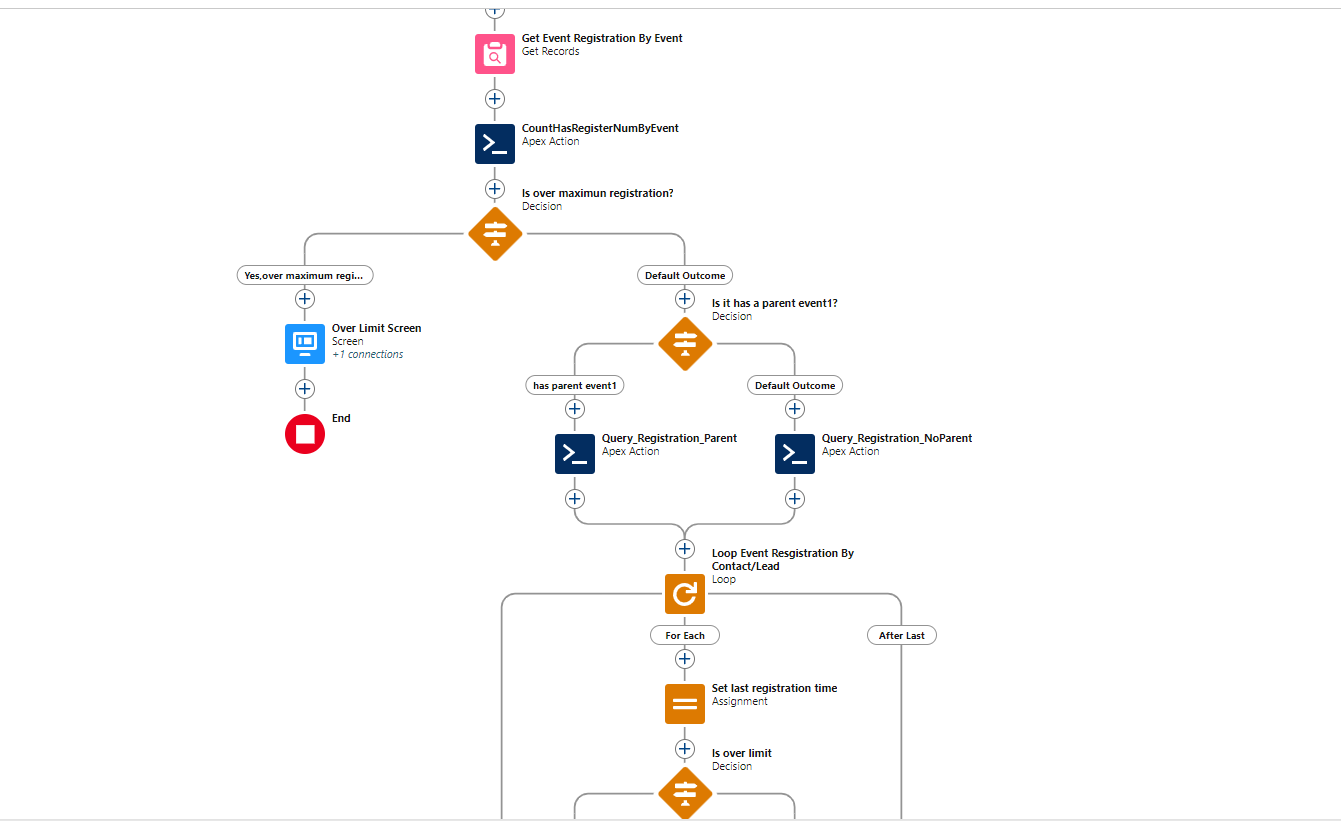 Get Event Registration By Event
Get Records
CountHasRegisterNumByEvent
Apex Action
Is over maximun registration?
Decision
Yes,over maximum regi...
Default Outcome
Is it has a parent event1?
Decision
Over Limit Screen
Screen
+1 connections
has parent event1
Default Outcome
End
Query_Registration_Parent
Apex Action
Query_Registration_NoParent
Apex Action
Loop Event Resgistration By
Contact/Lead
Loop
For Each
After Last
Set last registration time
Assignment
Is over limit
Decision